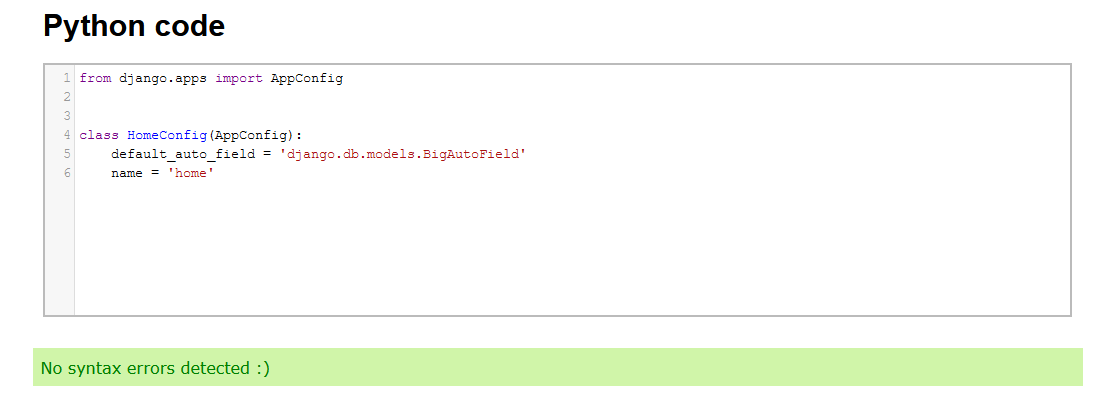 Python code
1 from django.apps import AppConfig
2
3
4 class HomeConfig(AppConfig):
5     default_auto_field = 'django.db.models.BigAutoField'
6     name = 'home'
No syntax errors detected :)